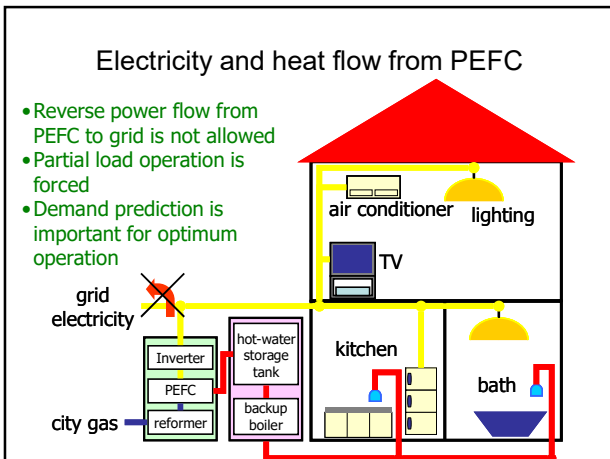 Electricity and heat flow from PEFC
•Reverse power flow from
PEFC to grid is not allowed
•Partial load operation is
forced
•Demand prediction is
important for optimum
operation
air conditioner
lighting
TV
grid
electricity
Inverter
PEFC
reformer
city gas
hot-water
storage
tank
backup
boiler
kitchen
bath